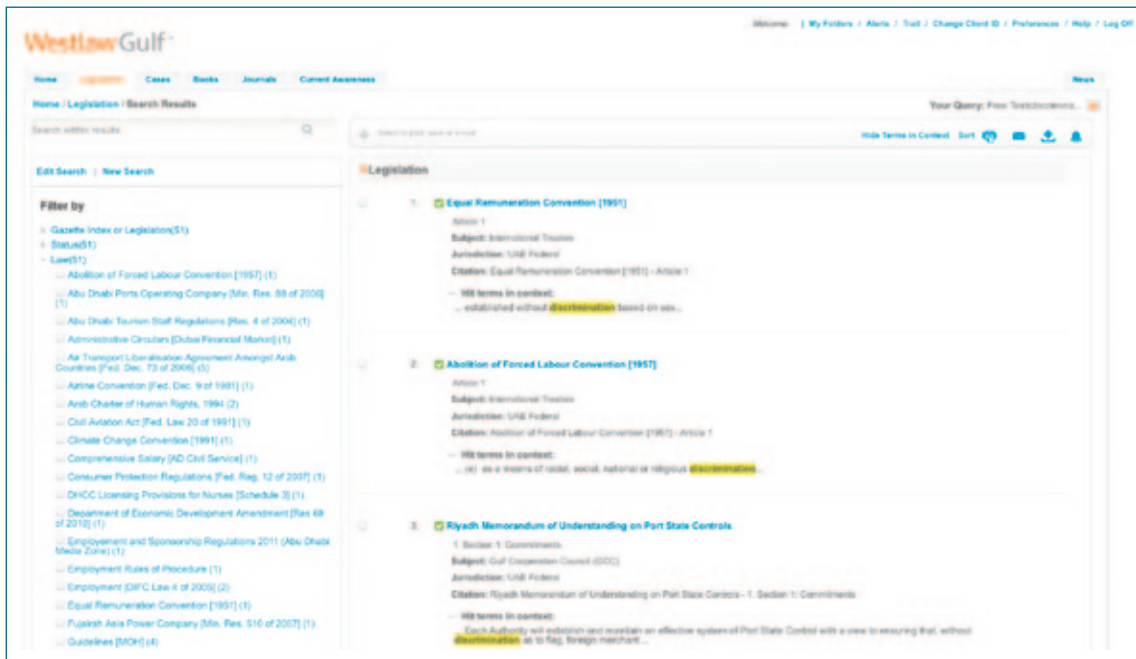 Welcome | My Folders / Alerts / Trail / Change Client ID / Preferences / Help / Log Off
Westlaw Gulf
Home Legislation Cases Books Journals Current Awareness News
Home / Legislation / Search Results
Your Query: Free Text(discrimina...
Search within results
Hide Terms in Context Sort
Edit Search | New Search
Filter by
Gazette Index or Legislation(51)
Status(51)
Law(51)
Abolition of Forced Labour Convention [1957] (1)
Abu Dhabi Ports Operating Company [Min. Res. 88 of 2006]
(1)
Abu Dhabi Tourism Staff Regulations [Res. 4 of 2004] (1)
Administrative Circulars [Dubai Financial Market] (1)
Air Transport Liberalisation Agreement Amongst Arab
Countries [Fed. Dec. 73 of 2006] (5)
Airline Convention [Fed. Dec. 9 of 1981] (1)
Arab Charter of Human Rights, 1994 (2)
Civil Aviation Act [Fed. Law 20 of 1991] (1)
Climate Change Convention [1991] (1)
Comprehensive Salary [AD Civil Service] (1)
Consumer Protection Regulations [Fed. Reg. 12 of 2007] (1)
DHCC Licensing Provisions for Nurses [Schedule 3] (1)
Department of Economic Development Amendment [Res 69
of 2010] (1)
Employement and Sponsorship Regulations 2011 (Abu Dhabi
Media Zone) (1)
Employment Rules of Procedure (1)
Employment [DIFC Law 4 of 2005] (2)
Equal Remuneration Convention [1951] (1)
Fujairah Asia Power Company [Min. Res. 516 of 2007] (1)
Guidelines [MOH] (4)
Legislation
1. Equal Remuneration Convention [1951]
Article 1
Subject: International Treaties
Jurisdiction: UAE Federal
Citation: Equal Remuneration Convention [1951] - Article 1
Hit terms in context:
... established without discrimination based on sex...
2. Abolition of Forced Labour Convention [1957]
Article 1
Subject: International Treaties
Jurisdiction: UAE Federal
Citation: Abolition of Forced Labour Convention [1957] - Article 1
Hit terms in context:
... (e) as a means of racial, social, national or religious discrimination...
3. Riyadh Memorandum of Understanding on Port State Controls
1. Section 1: Commitments
Subject: Gulf Cooperation Council (GCC)
Jurisdiction: UAE Federal
Citation: Riyadh Memorandum of Understanding on Port State Controls - 1. Section 1: Commitments
Hit terms in context:
... Each Authority will establish and maintain an effective system of Port State Control with a view to ensuring that, without
discrimination as to flag, foreign merchant...